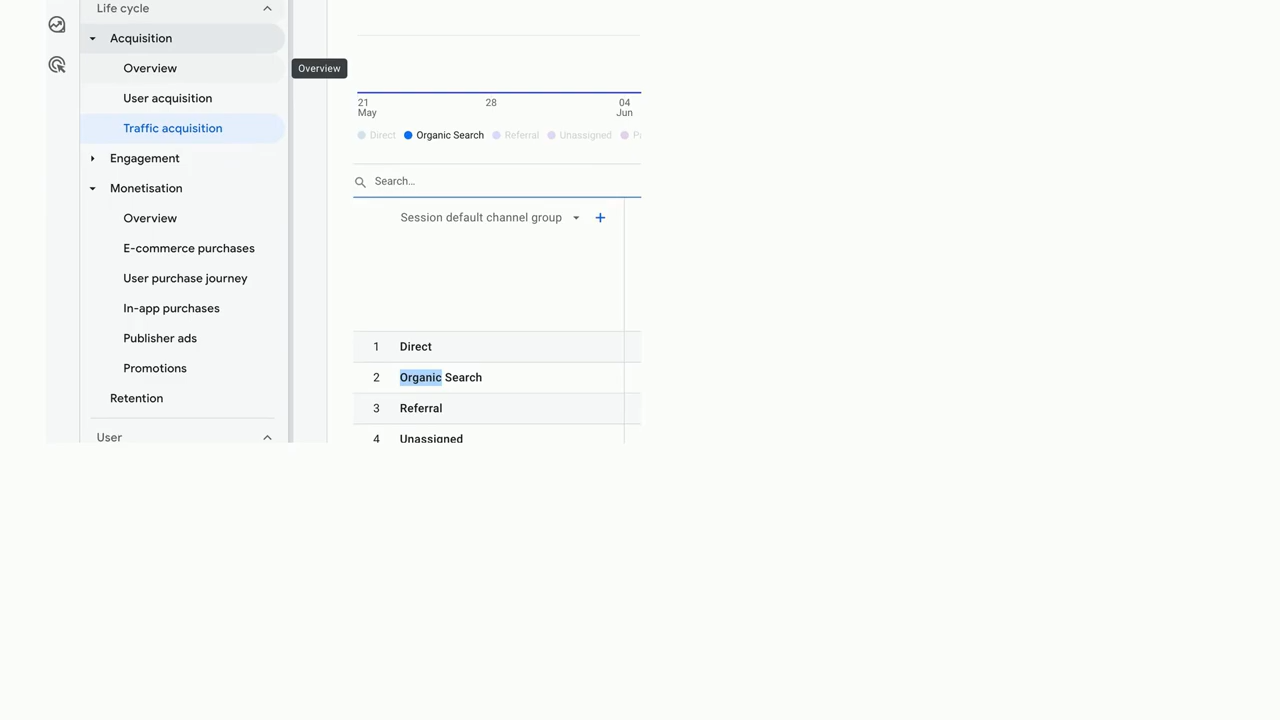 Life cycle
Acquisition
Overview
User acquisition
Traffic acquisition
Engagement
Monetisation
Overview
E-commerce purchases
User purchase journey
In-app purchases
Publisher ads
Promotions
Retention
User
Overview
21 28 04
May Jun
Direct Organic Search Referral Unassigned
Search...
Session default channel group
1 Direct
2 Organic Search
3 Referral
4 Unassigned